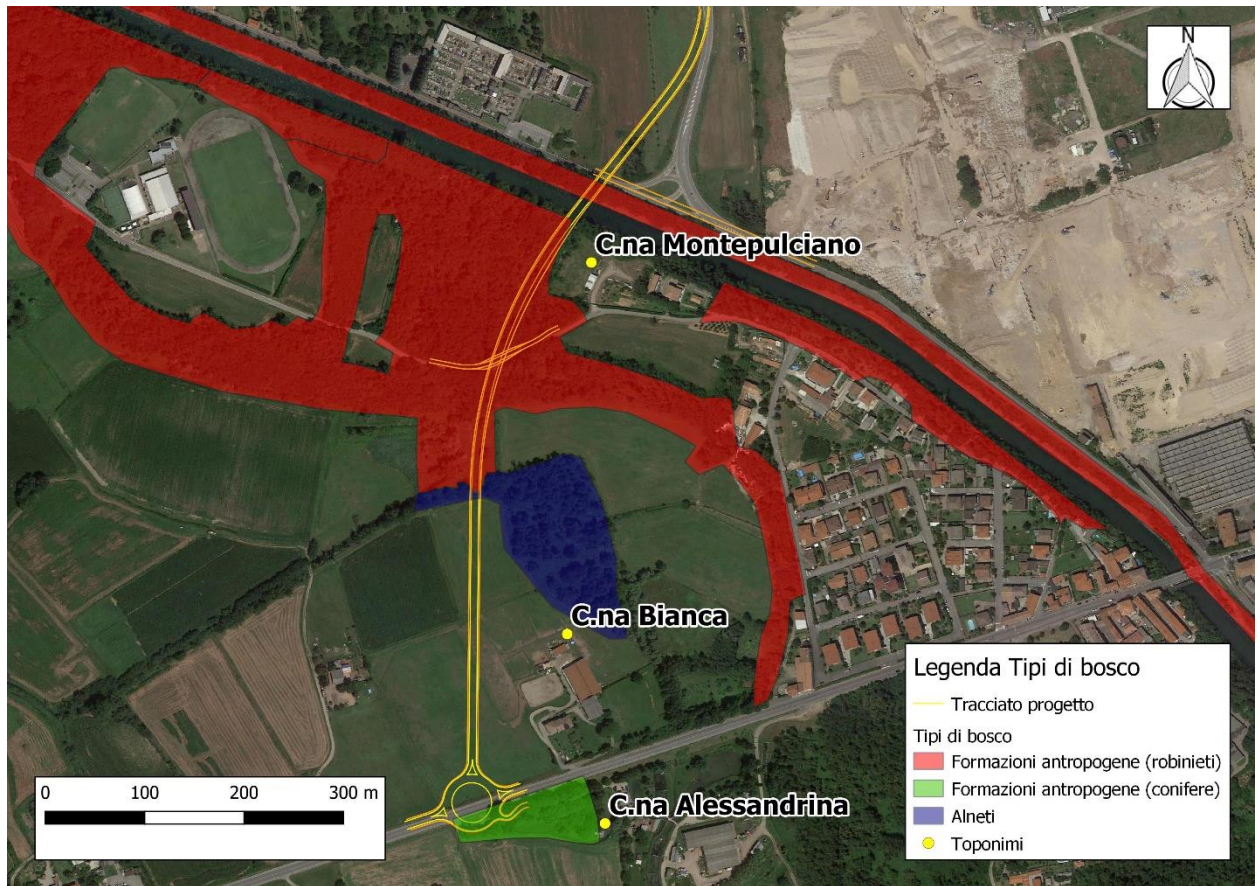 N
C.na Montepulciano
C.na Bianca
C.na Alessandrina
Legenda Tipi di bosco
Tracciato progetto
Tipi di bosco
Formazioni antropogene (robinieti)
Formazioni antropogene (conifere)
Alneti
Toponimi
0 100 200 300 m